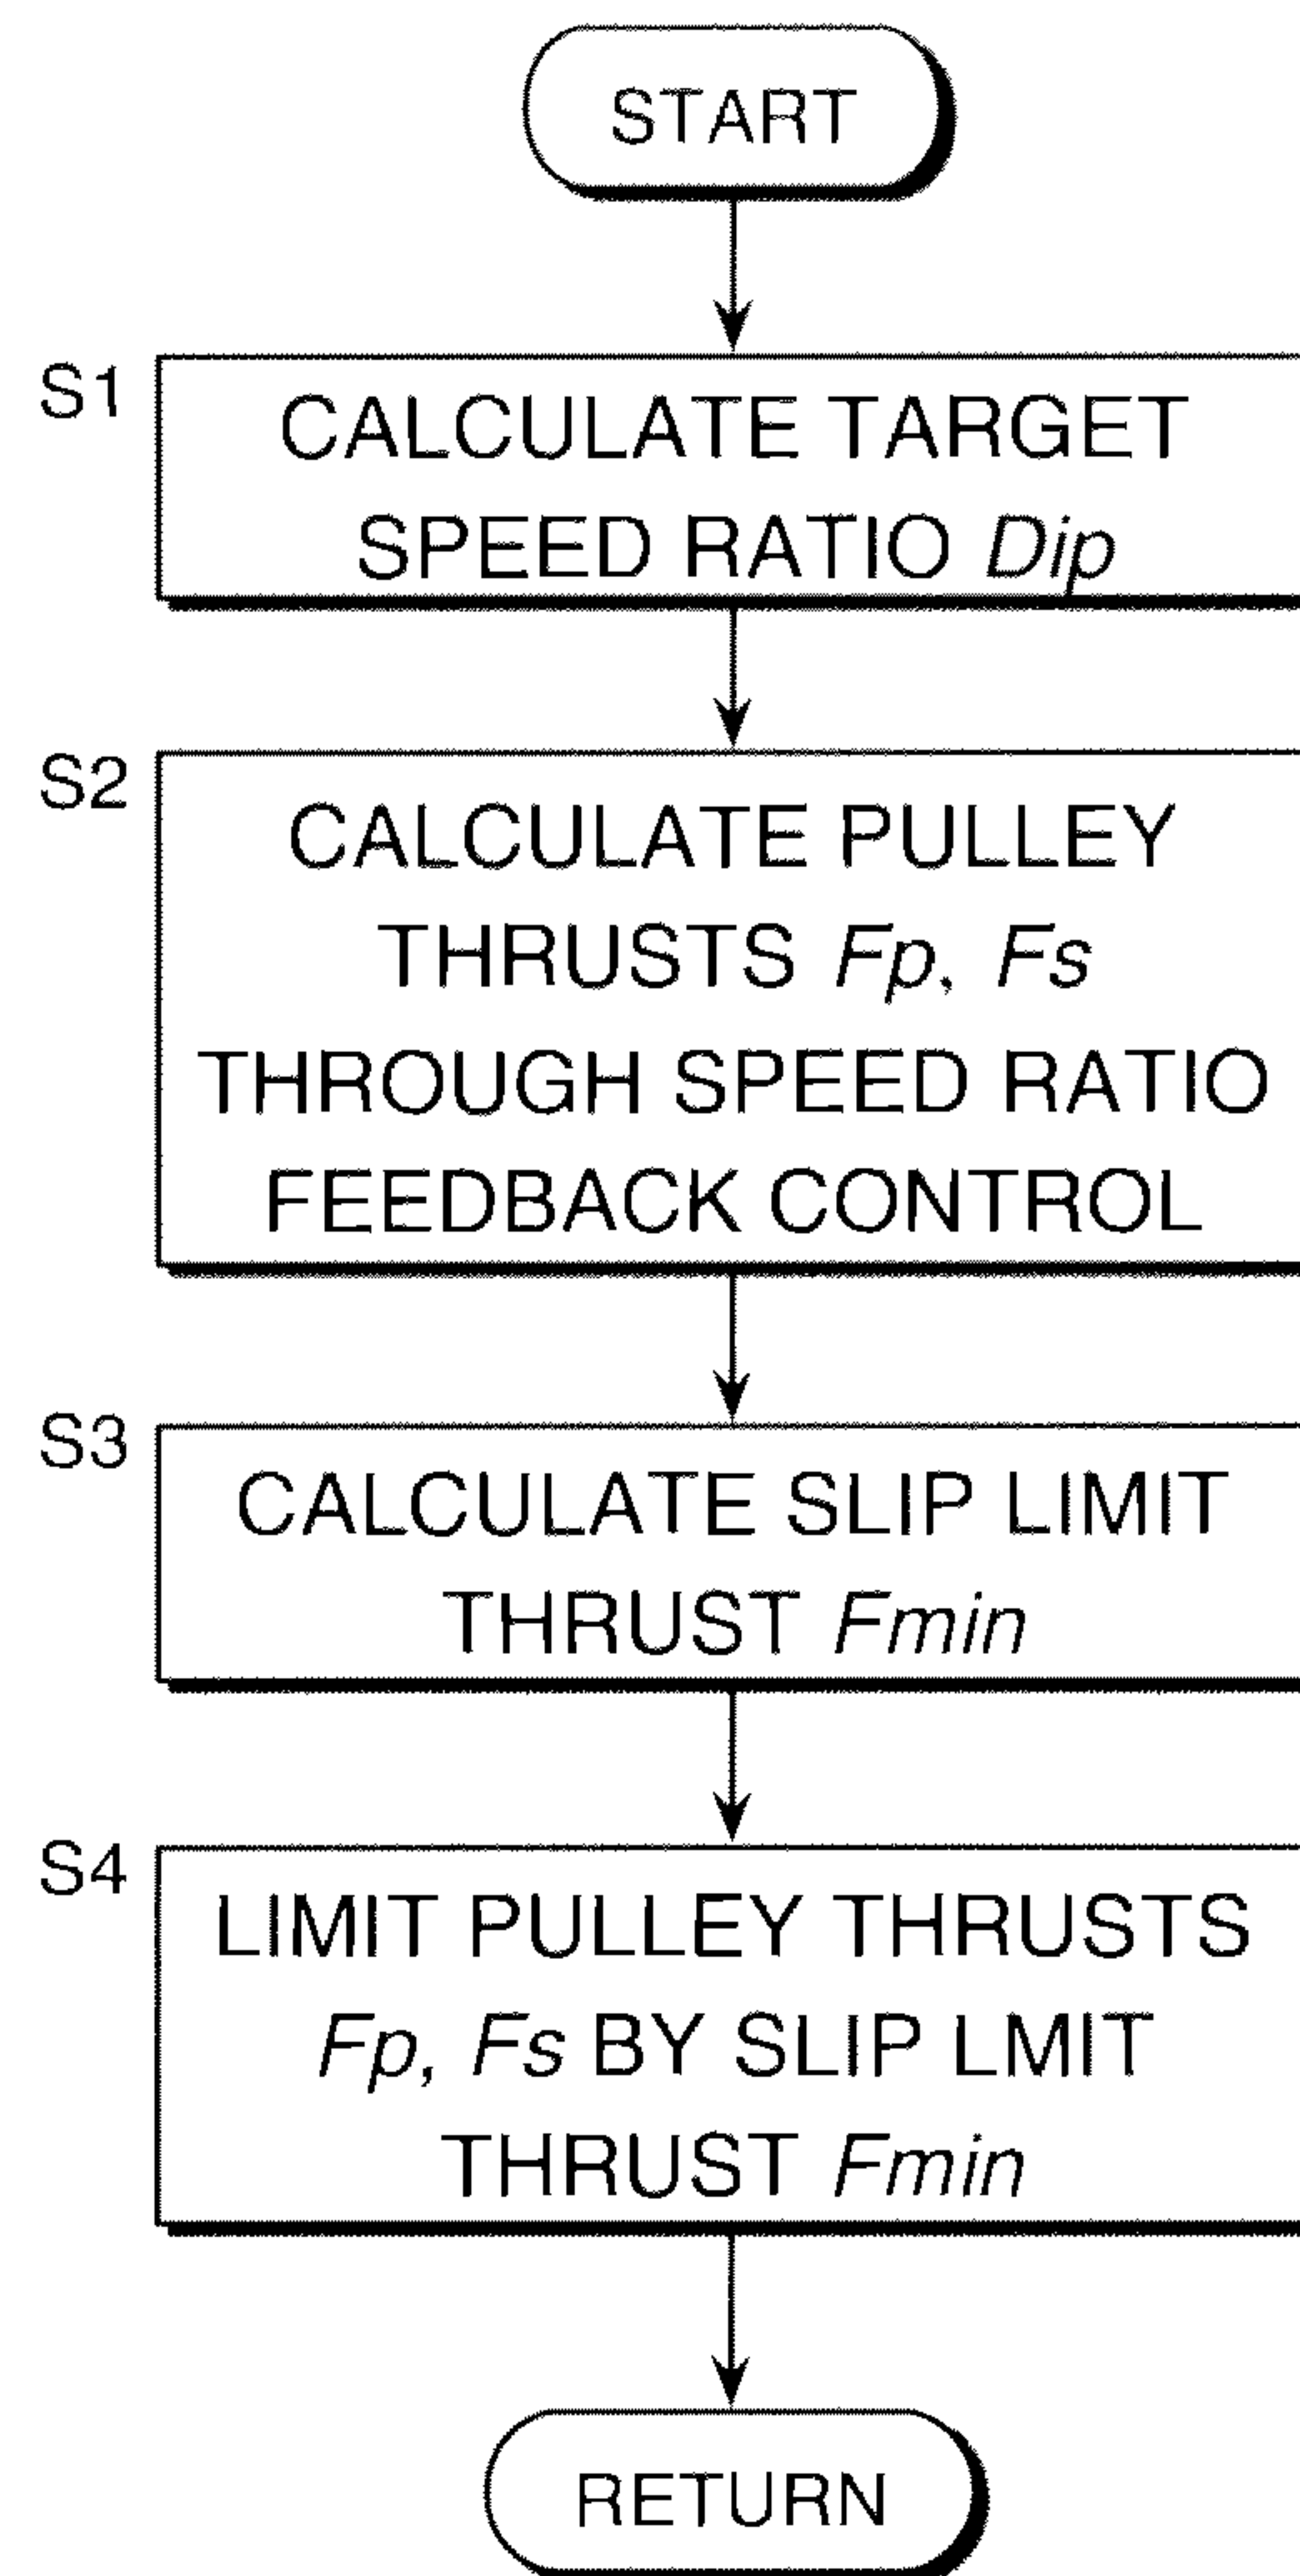 START
S1
CALCULATE TARGET
SPEED RATIO Dip
S2
CALCULATE PULLEY
THRUSTS Fp, Fs
THROUGH SPEED RATIO
FEEDBACK CONTROL
S3
CALCULATE SLIP LIMIT
THRUST Fmin
S4
LIMIT PULLEY THRUSTS
Fp, Fs BY SLIP LMIT
THRUST Fmin
RETURN